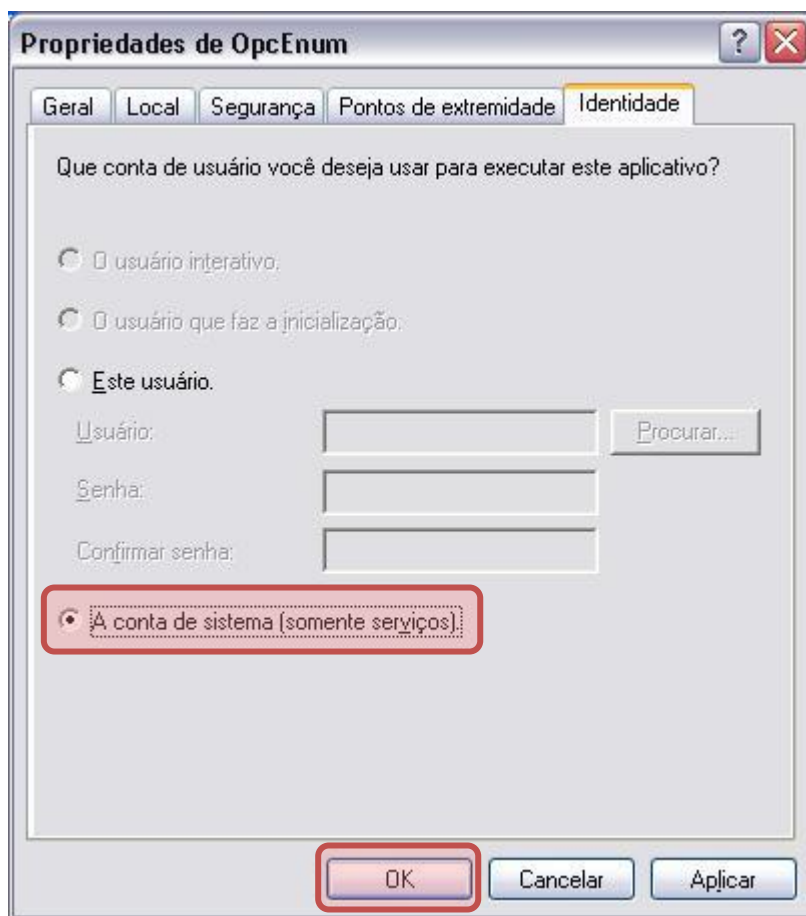 Propriedades de OpcEnum
?
Geral Local Segurança Pontos de extremidade Identidade
Que conta de usuário você deseja usar para executar este aplicativo?
O usuário interativo.
O usuário que faz a inicialização.
Este usuário.
Usuário: Procurar...
Senha:
Confirmar senha:
A conta de sistema (somente serviços).
OK Cancelar Aplicar